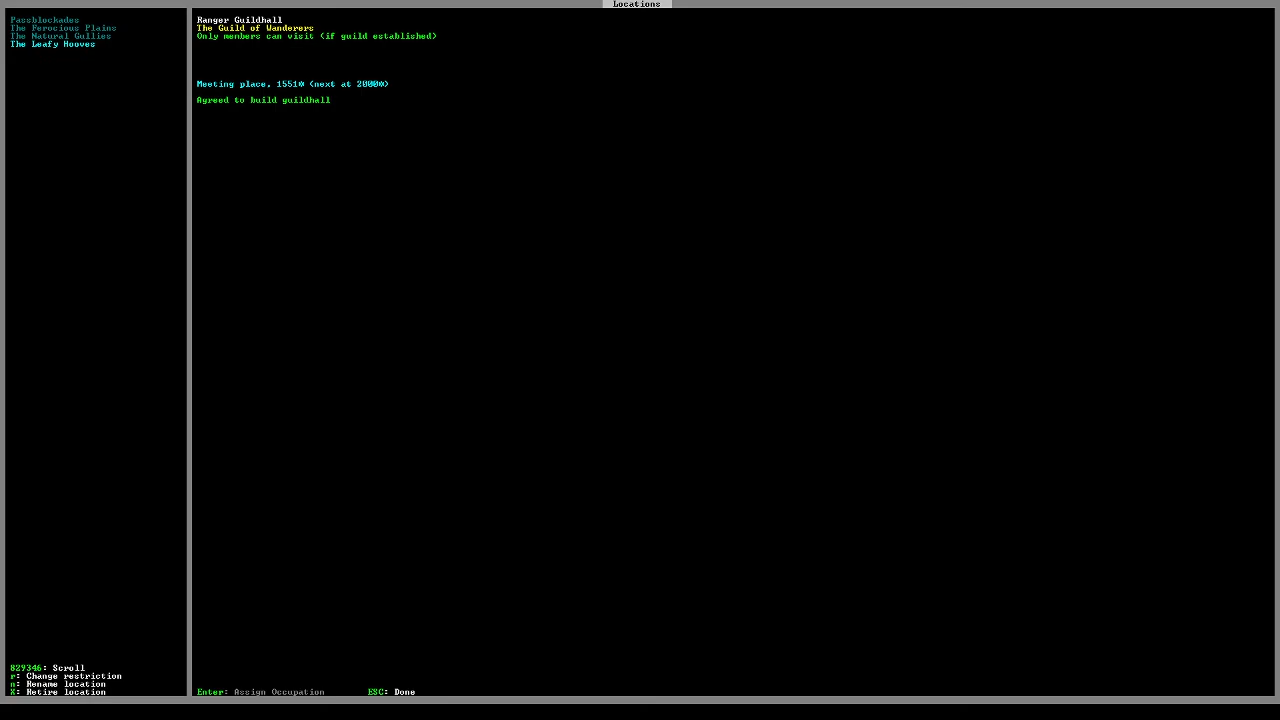 Locations
Passblockades
The Ferocious Plains
The Natural Gullies
The Leafy Hooves
Ranger Guildhall
The Guild of Wanderers
Only members can visit (if guild established)
Meeting place, 1551* (next at 2000*)
Agreed to build guildhall
829346: Scroll
r: Change restriction
n: Rename location
X: Retire location
Enter: Assign Occupation ESC: Done